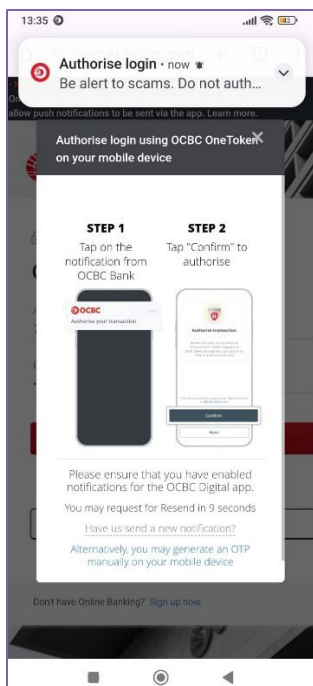 13:35
43
Authorise login • now
Be alert to scams. Do not auth...
allow push notifications to be sent via the app. Learn more.
Authorise login using OCBC OneToken
on your mobile device
STEP 1
STEP 2
Tap on the
notification from
OCBC Bank
Tap "Confirm" to
authorise
OCBC
Authorise your transaction
Authorise transaction
Confirm
Reject
Please ensure that you have enabled
notifications for the OCBC Digital app.
You may request for Resend in 9 seconds
Have us send a new notification?
Alternatively, you may generate an OTP
manually on your mobile device
Don't have Online Banking? Sign up now.